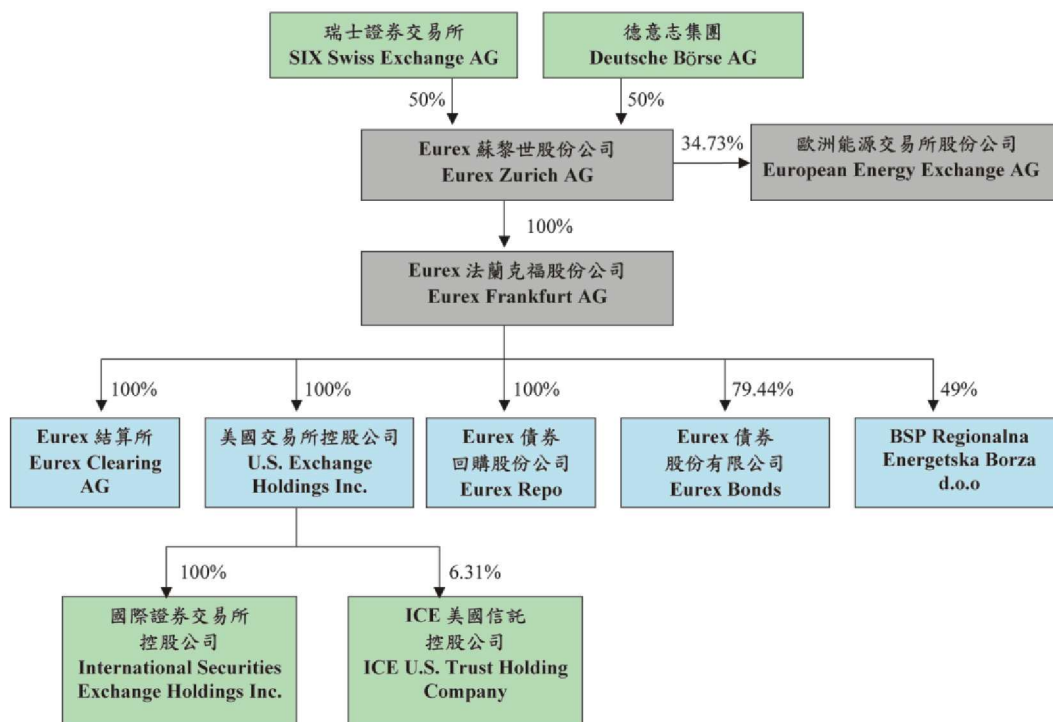 瑞士證券交易所
SIX Swiss Exchange AG
德意志集團
Deutsche Börse AG
50%
50%
Eurex 蘇黎世股份公司
Eurex Zurich AG
34.73%
歐洲能源交易所股份公司
European Energy Exchange AG
100%
Eurex 法蘭克福股份公司
Eurex Frankfurt AG
100%
100%
100%
79.44%
49%
Eurex 結算所
Eurex Clearing
AG
美國交易所控股公司
U.S. Exchange
Holdings Inc.
Eurex 債券
回購股份公司
Eurex Repo
Eurex 債券
股份有限公司
Eurex Bonds
BSP Regionalna
Energetska Borza
d.o.o
100%
6.31%
國際證券交易所
控股公司
International Securities
Exchange Holdings Inc.
ICE 美國信託
控股公司
ICE U.S. Trust Holding
Company